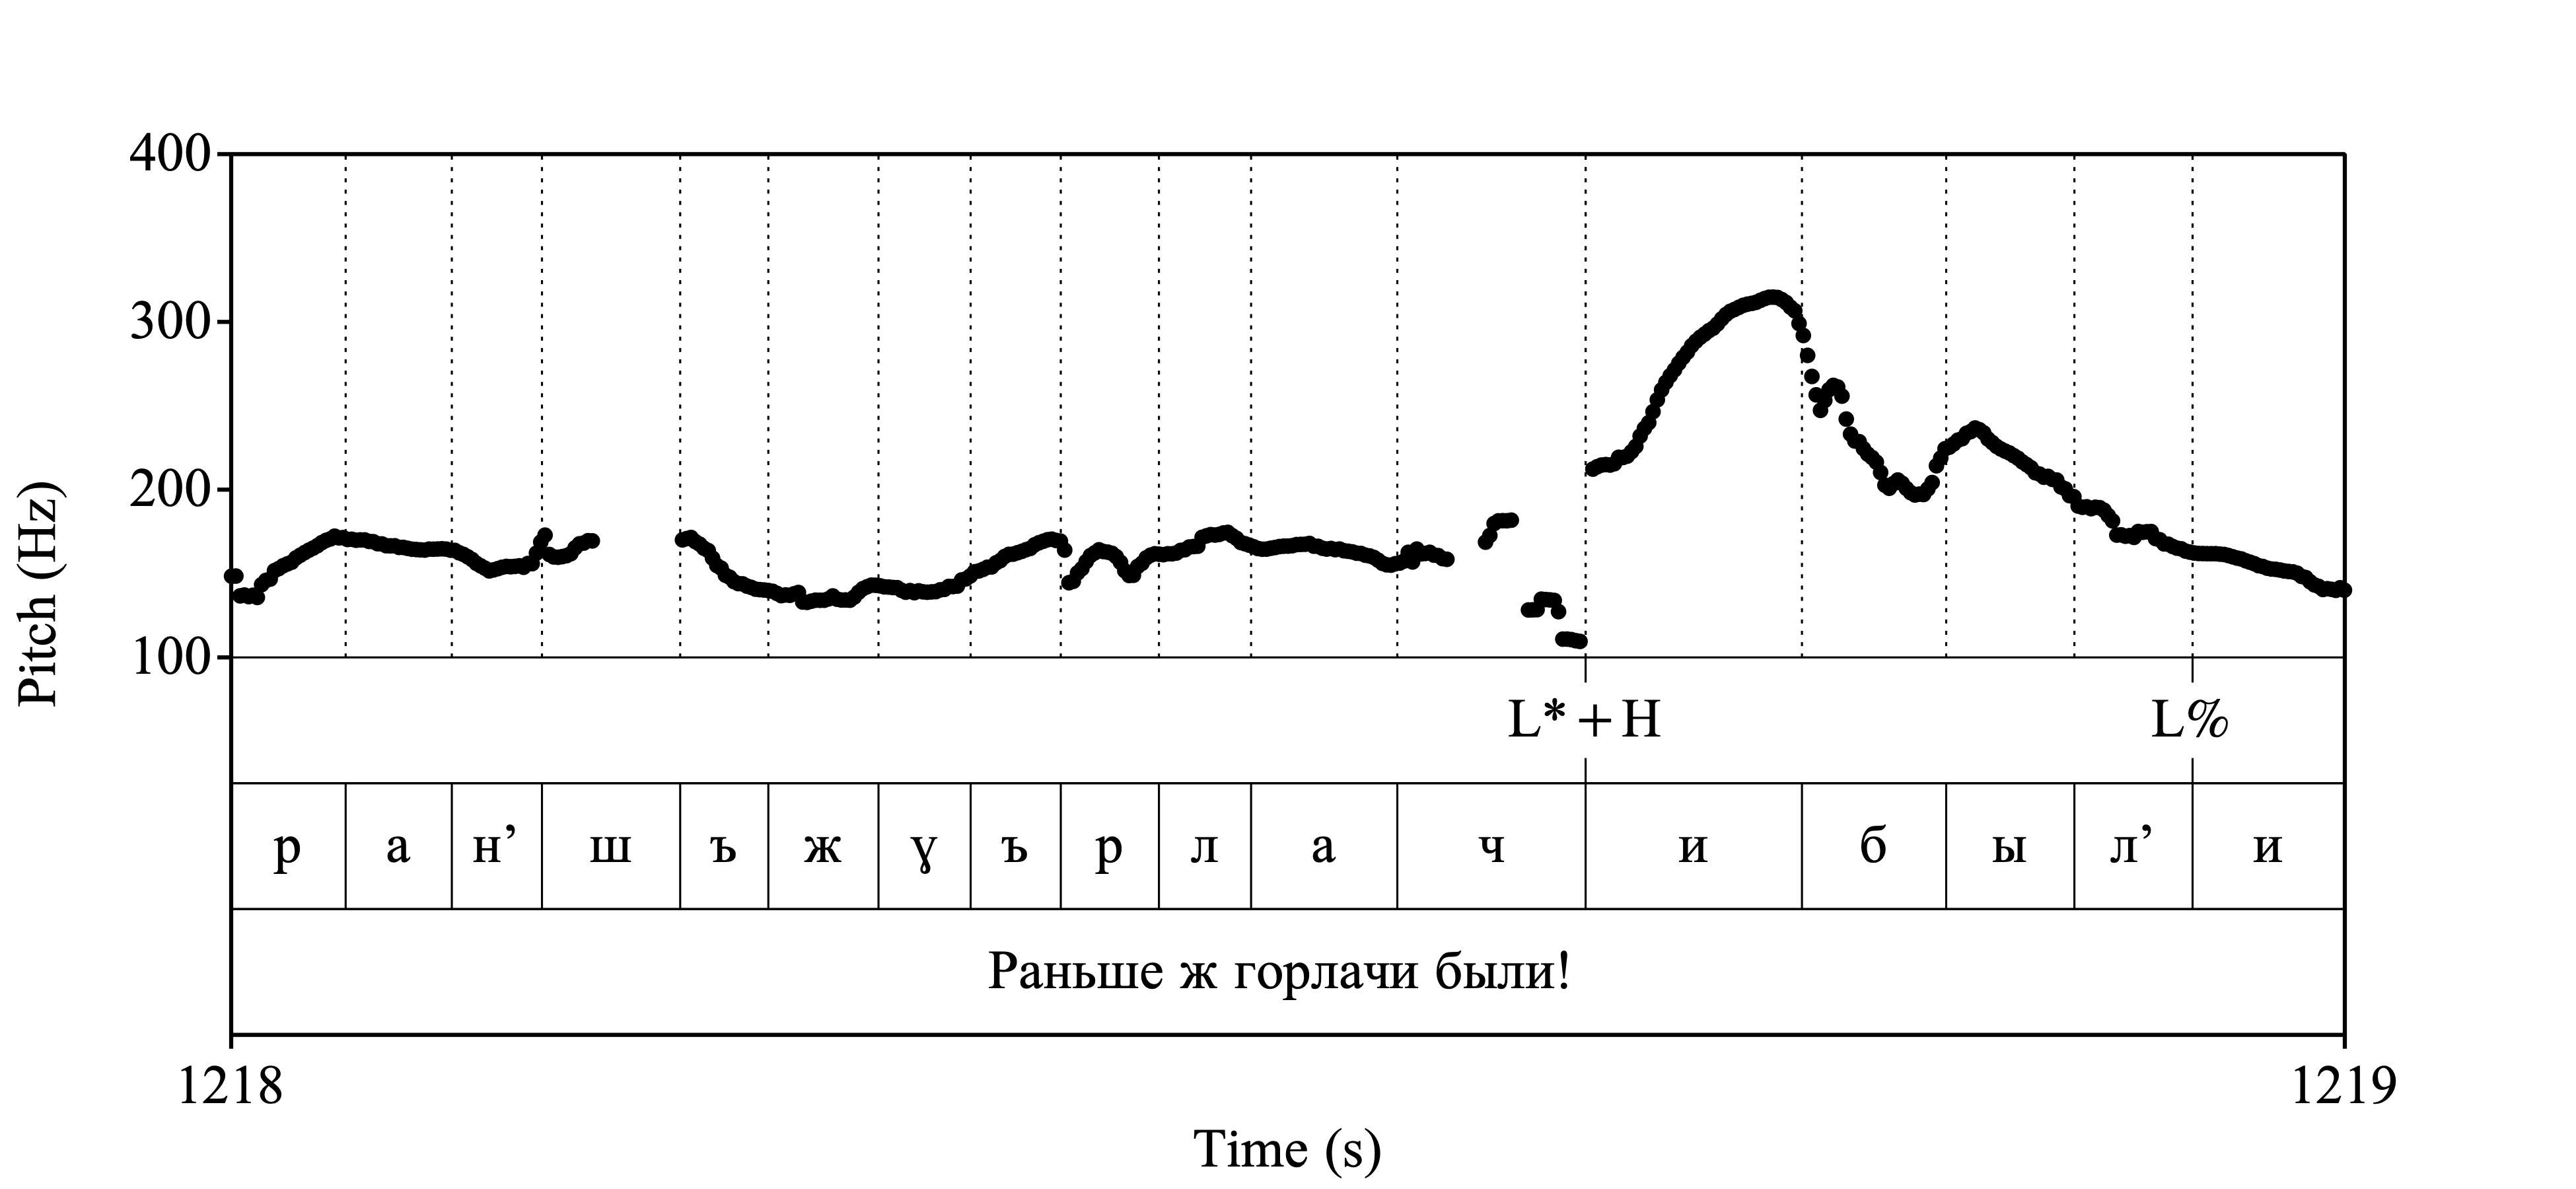 400
300
200
100
Pitch (Hz)
L* + H L%
р а н’ ш ъ ж ɣ ъ р л а ч и б ы л’ и
Раньше ж горлачи были!
1218 1219
Time (s)